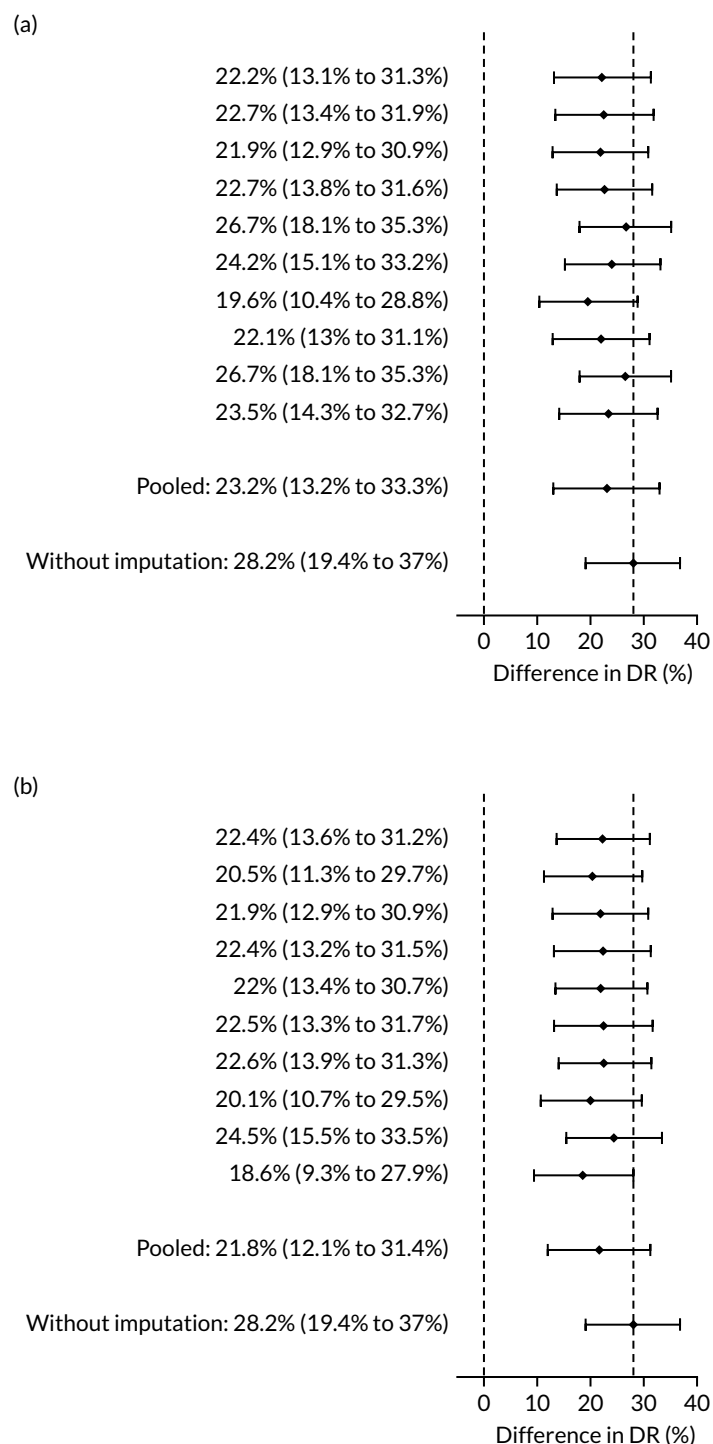 (a)
22.2% (13.1% to 31.3%)
22.7% (13.4% to 31.9%)
21.9% (12.9% to 30.9%)
22.7% (13.8% to 31.6%)
26.7% (18.1% to 35.3%)
24.2% (15.1% to 33.2%)
19.6% (10.4% to 28.8%)
22.1% (13% to 31.1%)
26.7% (18.1% to 35.3%)
23.5% (14.3% to 32.7%)
Pooled: 23.2% (13.2% to 33.3%)
Without imputation: 28.2% (19.4% to 37%)
0 10 20 30 40
Difference in DR (%)
(b)
22.4% (13.6% to 31.2%)
20.5% (11.3% to 29.7%)
21.9% (12.9% to 30.9%)
22.4% (13.2% to 31.5%)
22% (13.4% to 30.7%)
22.5% (13.3% to 31.7%)
22.6% (13.9% to 31.3%)
20.1% (10.7% to 29.5%)
24.5% (15.5% to 33.5%)
18.6% (9.3% to 27.9%)
Pooled: 21.8% (12.1% to 31.4%)
Without imputation: 28.2% (19.4% to 37%)
0 10 20 30 40
Difference in DR (%)